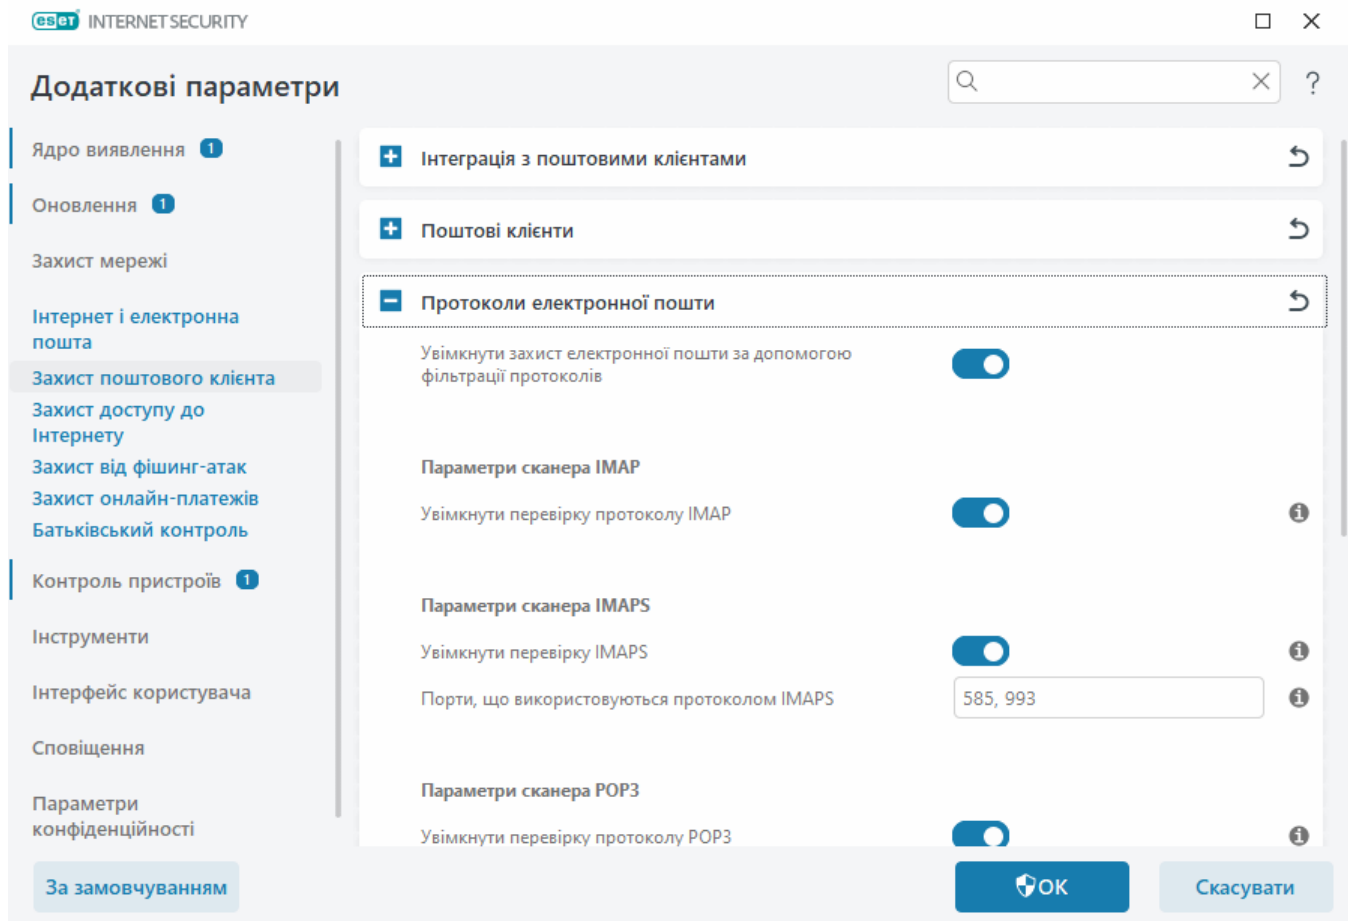 eset INTERNET SECURITY
Додаткові параметри
?
Ядро виявлення 1
Оновлення 1
Захист мережі
Інтернет і електронна
пошта
Захист поштового клієнта
Захист доступу до
Інтернету
Захист від фішинг-атак
Захист онлайн-платежів
Батьківський контроль
Контроль пристроїв 1
Інструменти
Інтерфейс користувача
Сповіщення
Параметри
конфіденційності
Інтеграція з поштовими клієнтами
Поштові клієнти
Протоколи електронної пошти
Увімкнути захист електронної пошти за допомогою
фільтрації протоколів
Параметри сканера IMAP
Увімкнути перевірку протоколу IMAP
Параметри сканера IMAPS
Увімкнути перевірку IMAPS
Порти, що використовуються протоколом IMAPS 585, 993
Параметри сканера POP3
Увімкнути перевірку протоколу POP3
За замовчуванням
ОК
Скасувати